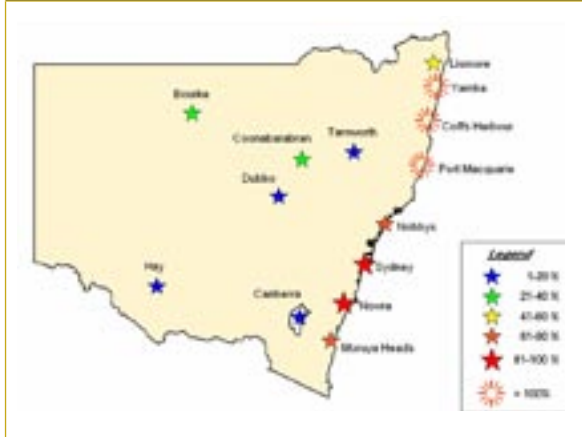 Lismore
Yamba
Bourke
Coffs Harbour
Tamworth
Coonabarabran
Port Macquarie
Dubbo
Nobbys
Legend
Sydney
Hay
1-20 %
Canberra
21-40 %
Nowra
41-60 %
61-80 %
Moruya Heads
81-100 %
> 100%